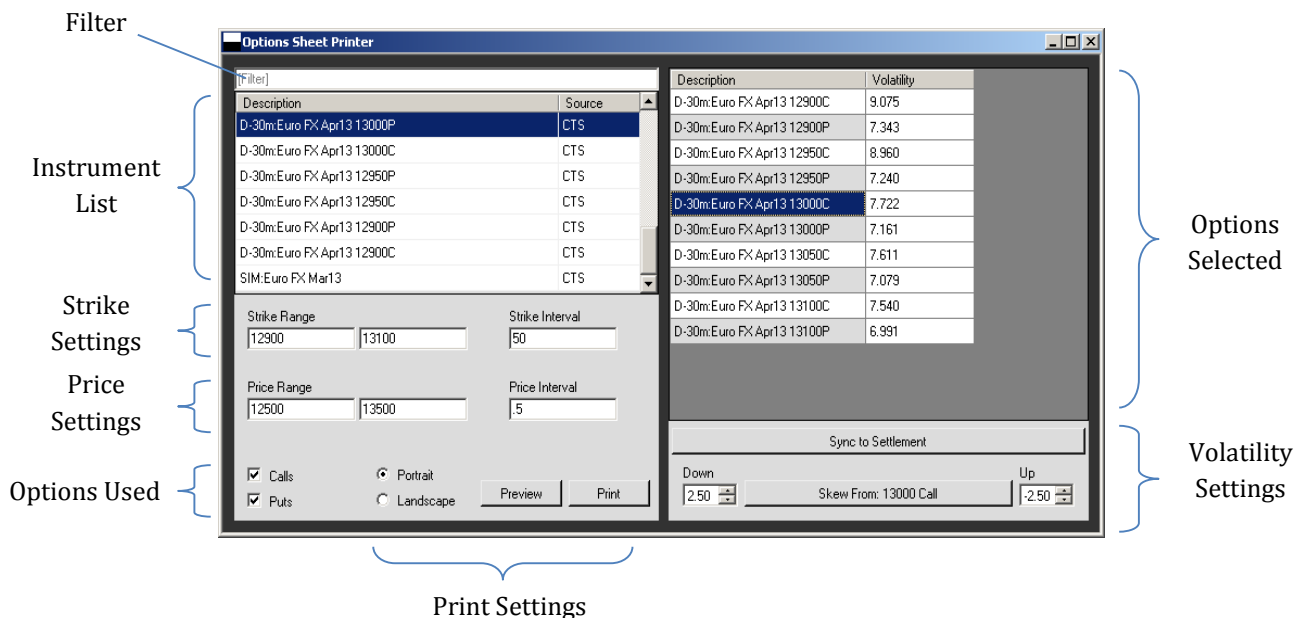 Filter
Options Sheet Printer
[Filter]
Description Source
D-30m:Euro FX Apr13 13000P CTS
D-30m:Euro FX Apr13 13000C CTS
D-30m:Euro FX Apr13 12950P CTS
D-30m:Euro FX Apr13 12950C CTS
D-30m:Euro FX Apr13 12900P CTS
D-30m:Euro FX Apr13 12900C CTS
SIM:Euro FX Mar13 CTS
Instrument
List
Strike Range Strike Interval
12900 13100 50
Strike
Settings
Price Range Price Interval
12500 13500 .5
Price
Settings
Calls Portrait
Puts Landscape Preview Print
Options Used
Print Settings
Description Volatility
D-30m:Euro FX Apr13 12900C 9.075
D-30m:Euro FX Apr13 12900P 7.343
D-30m:Euro FX Apr13 12950C 8.960
D-30m:Euro FX Apr13 12950P 7.240
D-30m:Euro FX Apr13 13000C 7.722
D-30m:Euro FX Apr13 13000P 7.161
D-30m:Euro FX Apr13 13050C 7.611
D-30m:Euro FX Apr13 13050P 7.079
D-30m:Euro FX Apr13 13100C 7.540
D-30m:Euro FX Apr13 13100P 6.991
Options
Selected
Sync to Settlement
Down Up
2.50 Skew From: 13000 Call -2.50
Volatility
Settings